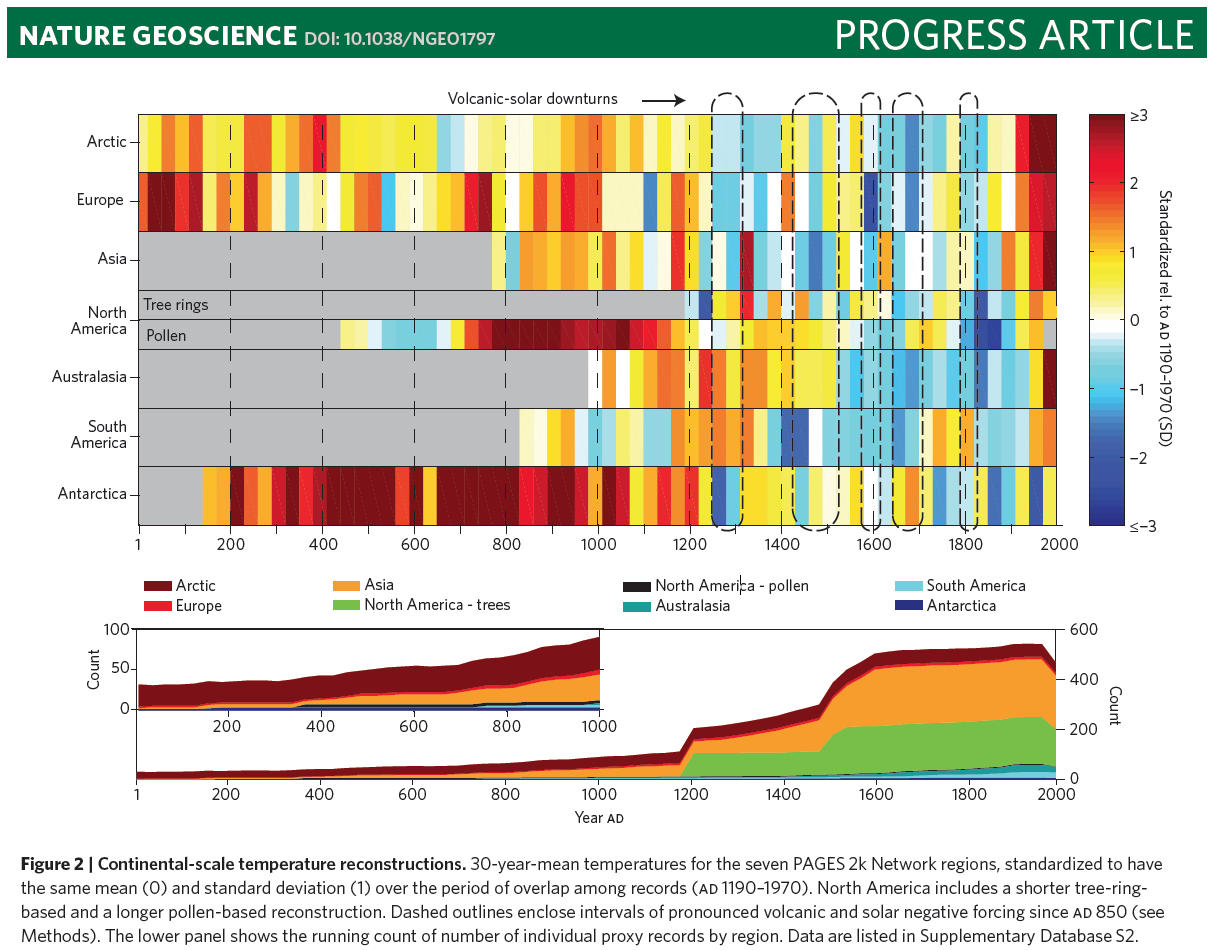 NATURE GEOSCIENCE DOI: 10.1038/NGEO1797
PROGRESS ARTICLE
Volcanic-solar downturns
Arctic
Europe
Asia
North
America
Tree rings
Pollen
Australasia
South
America
Antarctica
1 200 400 600 800 1000 1200 1400 1600 1800 2000
≥3
2
1
0
−1
−2
≤−3
Standardized rel. to AD 1190–1970 (SD)
Arctic
Europe
Asia
North America - trees
North America - pollen
Australasia
South America
Antarctica
100
50
0
Count
200 400 600 800 1000
600
400
200
0
Count
1 200 400 600 800 1000 1200 1400 1600 1800 2000
Year AD
Figure 2 | Continental-scale temperature reconstructions. 30-year-mean temperatures for the seven PAGES 2k Network regions, standardized to have
the same mean (0) and standard deviation (1) over the period of overlap among records (AD 1190–1970). North America includes a shorter tree-ring-
based and a longer pollen-based reconstruction. Dashed outlines enclose intervals of pronounced volcanic and solar negative forcing since AD 850 (see
Methods). The lower panel shows the running count of number of individual proxy records by region. Data are listed in Supplementary Database S2.